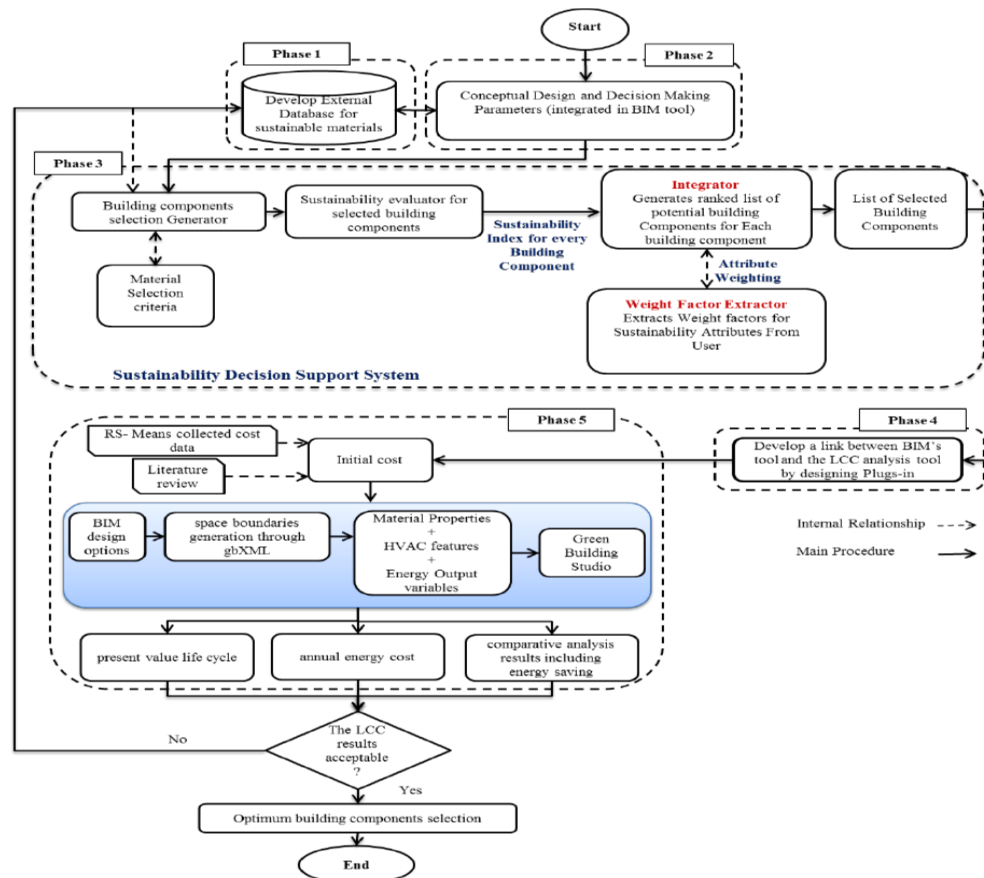 Start
Phase 1
Phase 2
Develop External
Database for
sustainable materials
Conceptual Design and Decision Making
Parameters (integrated in BIM tool)
Phase 3
Building components
selection Generator
Sustainability evaluator for
selected building
components
Sustainability
Index for every
Building
Component
Integrator
Generates ranked list of
potential building
Components for Each
building component
List of Selected
Building
Components
Material
Selection
criteria
Attribute
Weighting
Weight Factor Extractor
Extracts Weight factors for
Sustainability Attributes From
User
Sustainability Decision Support System
Phase 5
Phase 4
RS- Means collected cost
data
Literature
review
Initial cost
Develop a link between BIM's
tool and the LCC analysis tool
by designing Plugs-in
BIM
design
options
space boundaries
generation through
gbXML
Material Properties
+
HVAC features
+
Energy Output
variables
Green
Building
Studio
Internal Relationship
Main Procedure
present value life cycle
annual energy cost
comparative analysis
results including
energy saving
The LCC
results
acceptable
?
No
Yes
Optimum building components selection
End